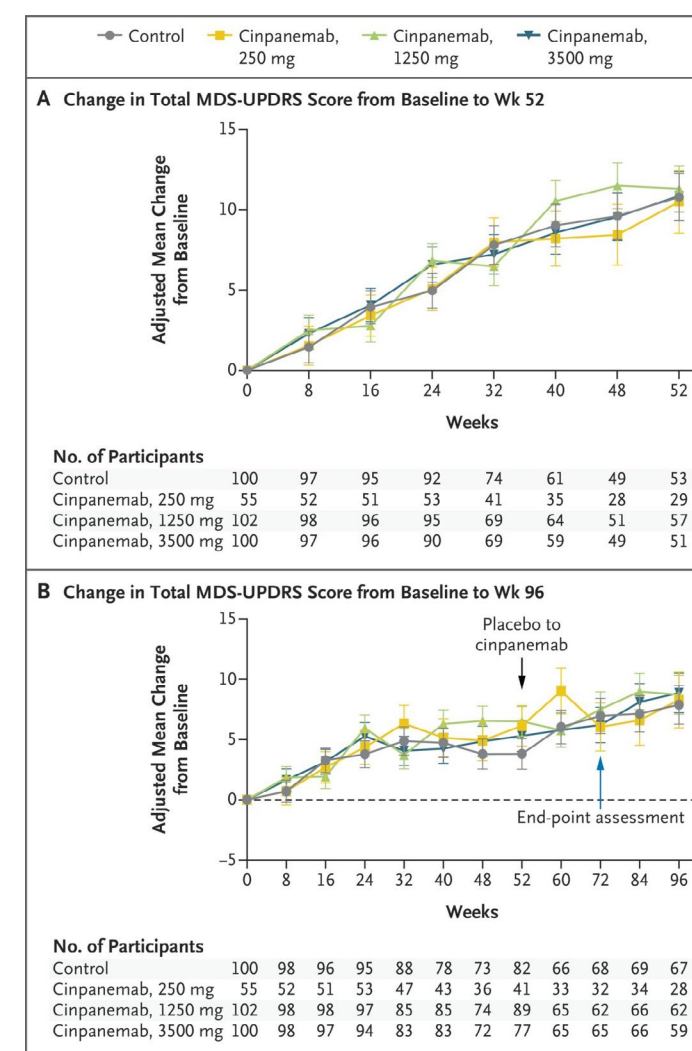 Control Cinpanemab, 250 mg Cinpanemab, 1250 mg Cinpanemab, 3500 mg
A Change in Total MDS-UPDRS Score from Baseline to Wk 52
Adjusted Mean Change
from Baseline
15
10
5
0
0 8 16 24 32 40 48 52
Weeks
No. of Participants
Control 100 97 95 92 74 61 49 53
Cinpanemab, 250 mg 55 52 51 53 41 35 28 29
Cinpanemab, 1250 mg 102 98 96 95 69 64 51 57
Cinpanemab, 3500 mg 100 97 96 90 69 59 49 51
B Change in Total MDS-UPDRS Score from Baseline to Wk 96
Adjusted Mean Change
from Baseline
15
10
5
0
–5
Placebo to
cinpanemab
End-point assessment
0 8 16 24 32 40 48 52 60 72 84 96
Weeks
No. of Participants
Control 100 98 96 95 88 78 73 82 66 68 69 67
Cinpanemab, 250 mg 55 52 51 53 47 43 36 41 33 32 34 28
Cinpanemab, 1250 mg 102 98 98 97 85 85 74 89 65 62 66 62
Cinpanemab, 3500 mg 100 98 97 94 83 83 72 77 65 65 66 59